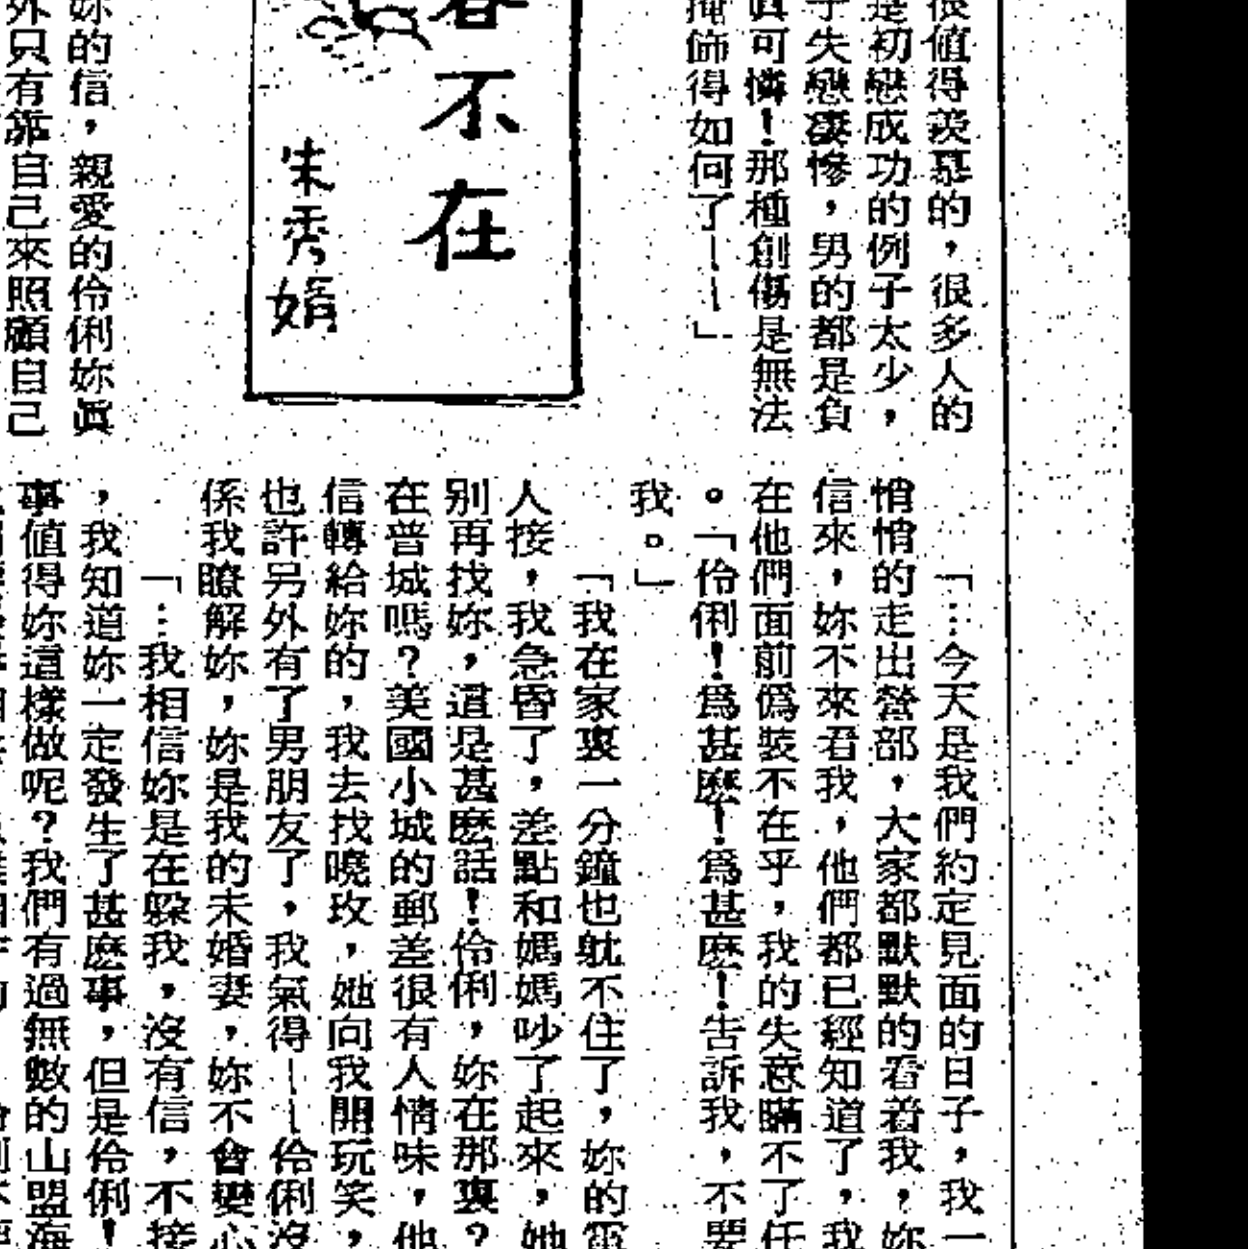 很值得羨慕的，很多人的
是初戀成功的例子太少，
子失戀凄慘，男的都是負
眞可憐！那種創傷是無法
掩飾得如何了——」
春不在
朱秀娟
妳的信，親愛的伶俐妳眞
外只有靠自己來照顧自己
「…今天是我們約定見面的日子，我一
悄悄的走出營部，大家都默默的看着我，妳
信來，妳不來看我，他們都已經知道了，我
在他們面前僞裝不在乎，我的失意瞞不了任
。「伶俐！爲甚麽！爲甚麽！告訴我，不要
我。」
「我在家裏一分鐘也躭不住了，妳的電
人接，我急昏了，差點和媽媽吵了起來，她
別再找妳，這是甚麽話！伶俐，妳在那裏？
在普城嗎？美國小城的郵差很有人情味，他
信轉給妳的，我去找曉玫，她向我開玩笑，
也許另外有了男朋友了，我氣得——伶俐沒
係我瞭解妳，妳是我的未婚妻，妳不會變心
「…我相信妳是在躱我，沒有信，不接
，我知道妳一定發生了甚麽事，但是伶俐！
事值得妳這樣做呢？我們有過無數的山盟海